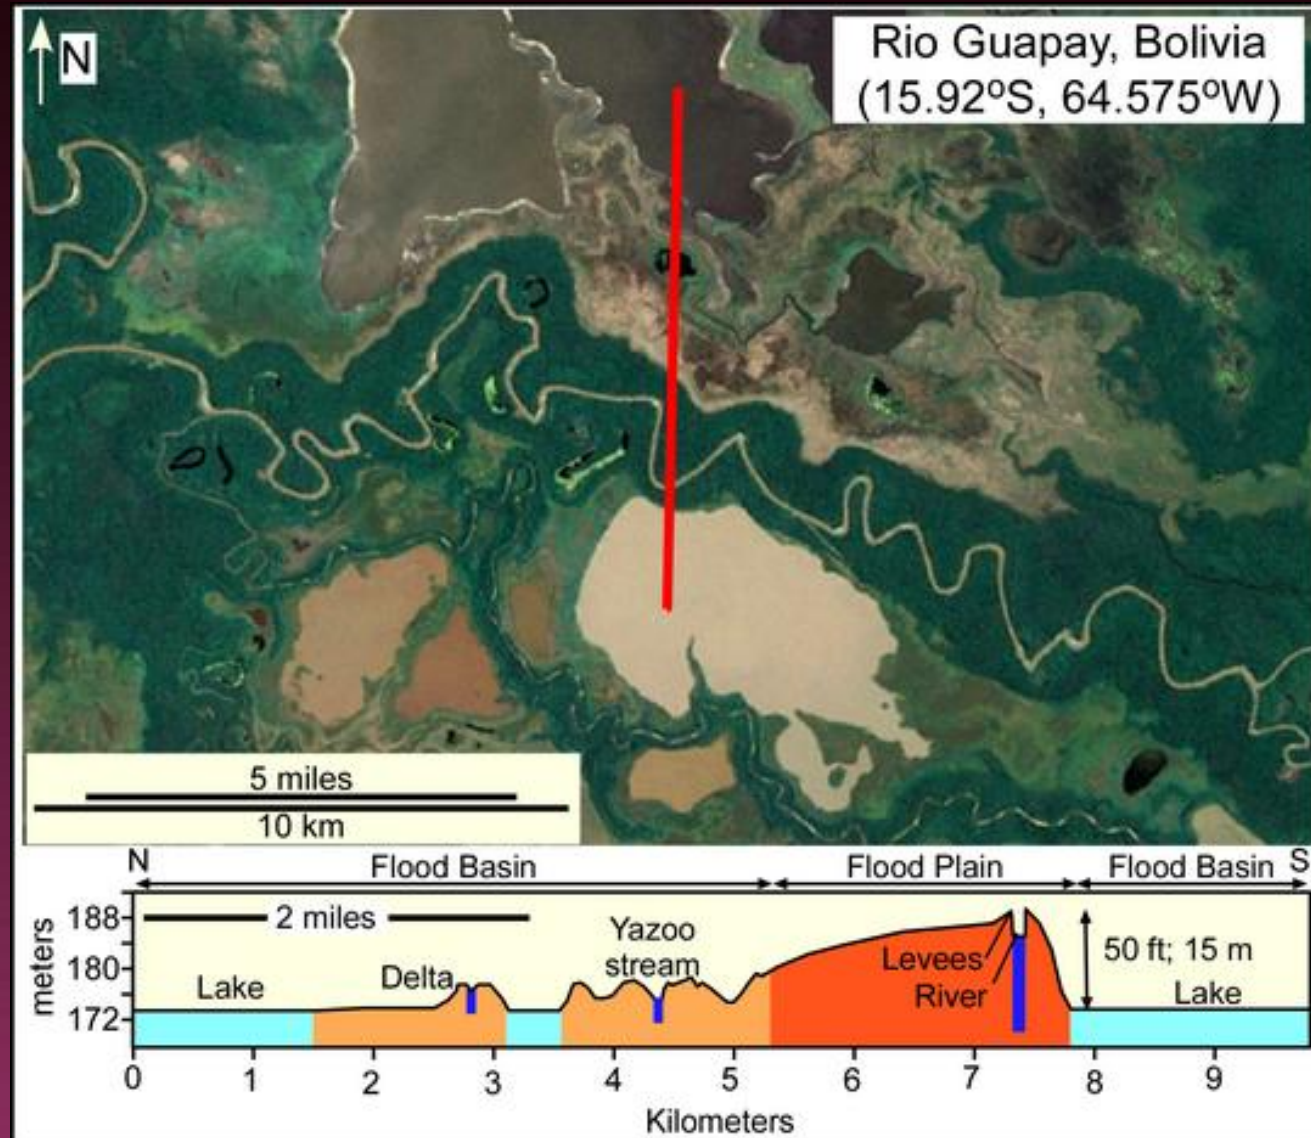 N
Rio Guapay, Bolivia
(15.92ºS, 64.575ºW)
5 miles
10 km
N
Flood Basin
Flood Plain
Flood Basin
S
meters
188
180
172
2 miles
Lake
Delta
Yazoo
stream
Levees
River
50 ft; 15 m
Lake
0 1 2 3 4 5 6 7 8 9
Kilometers